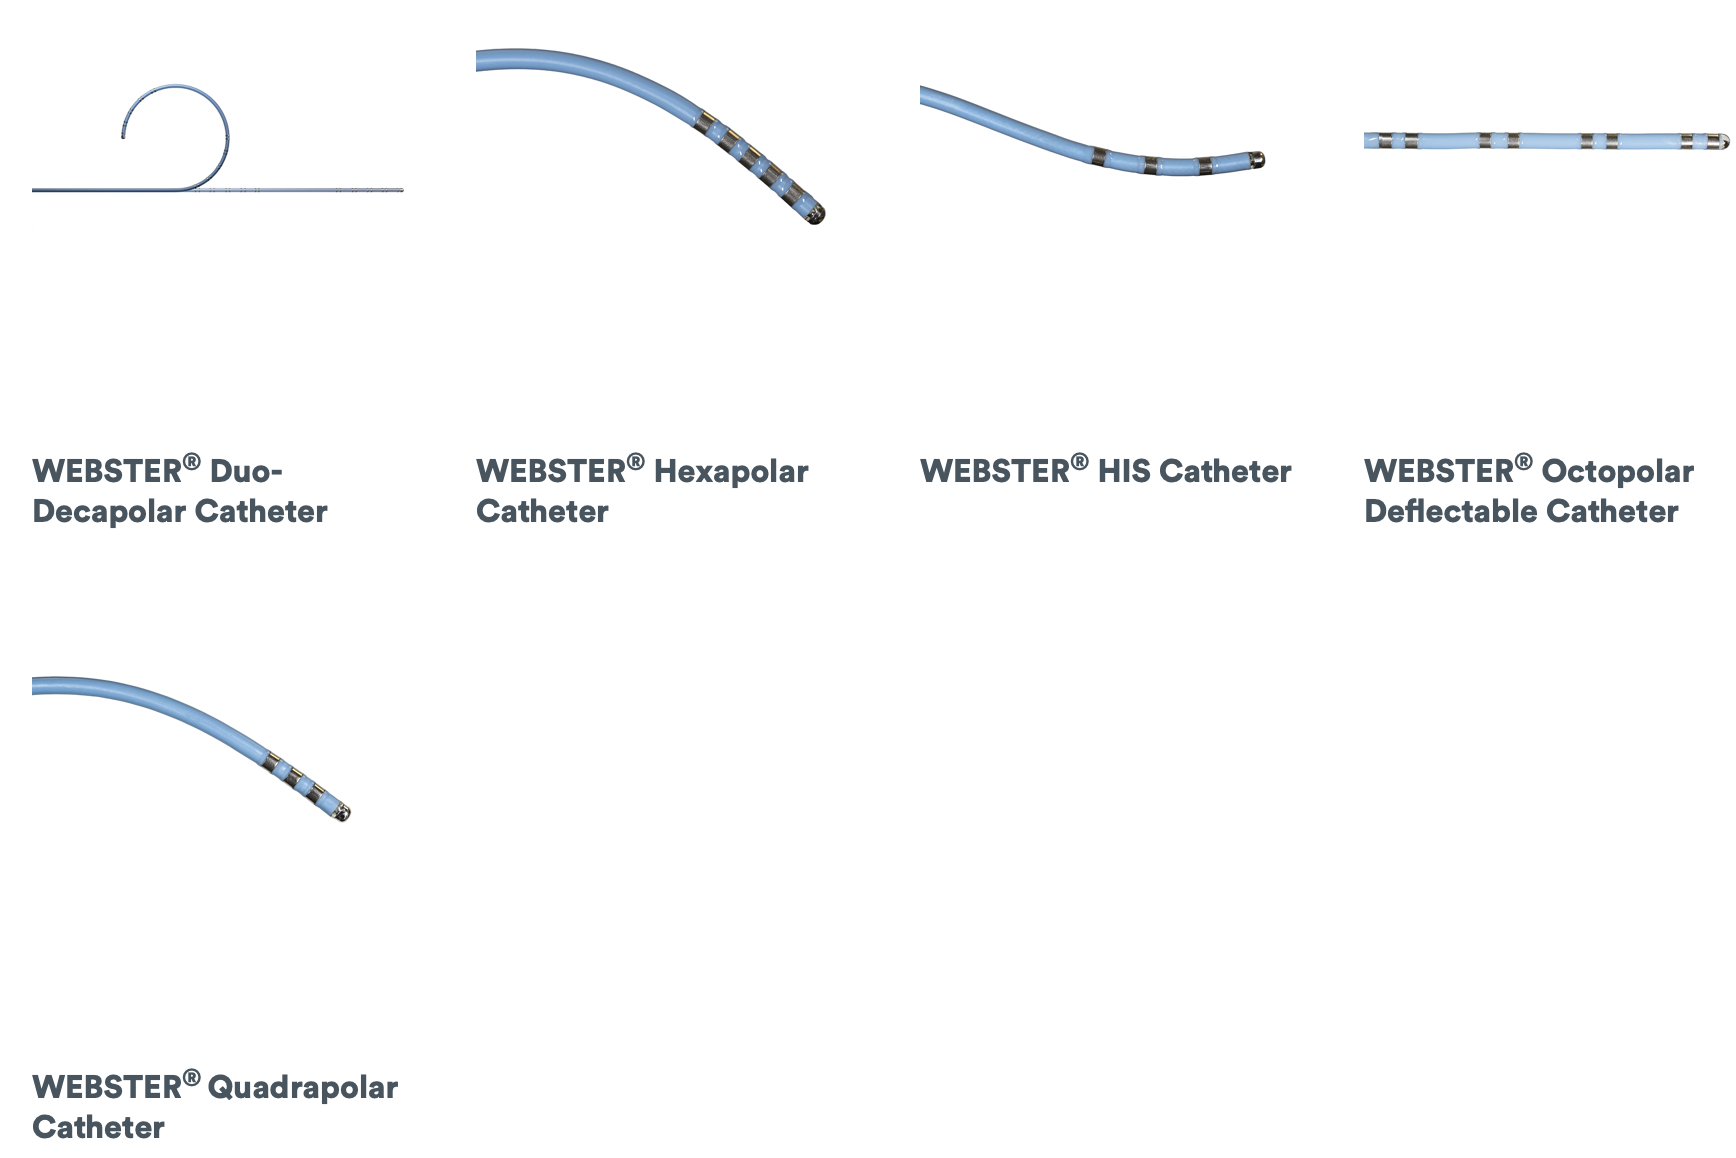 WEBSTER® Duo-
Decapolar Catheter
WEBSTER® Hexapolar
Catheter
WEBSTER® HIS Catheter
WEBSTER® Octopolar
Deflectable Catheter
WEBSTER® Quadrapolar
Catheter